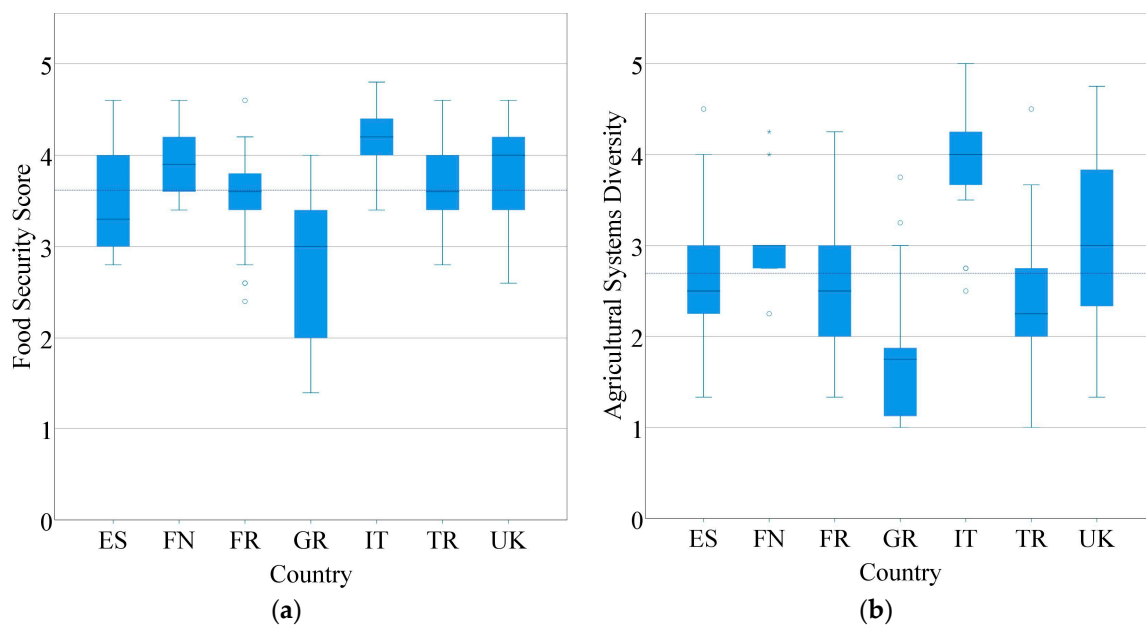 Food Security Score
5
4
3
2
1
0
ES FN FR GR IT TR UK
Country
(a)
Agricultural Systems Diversity
5
4
3
2
1
0
ES FN FR GR IT TR UK
Country
(b)